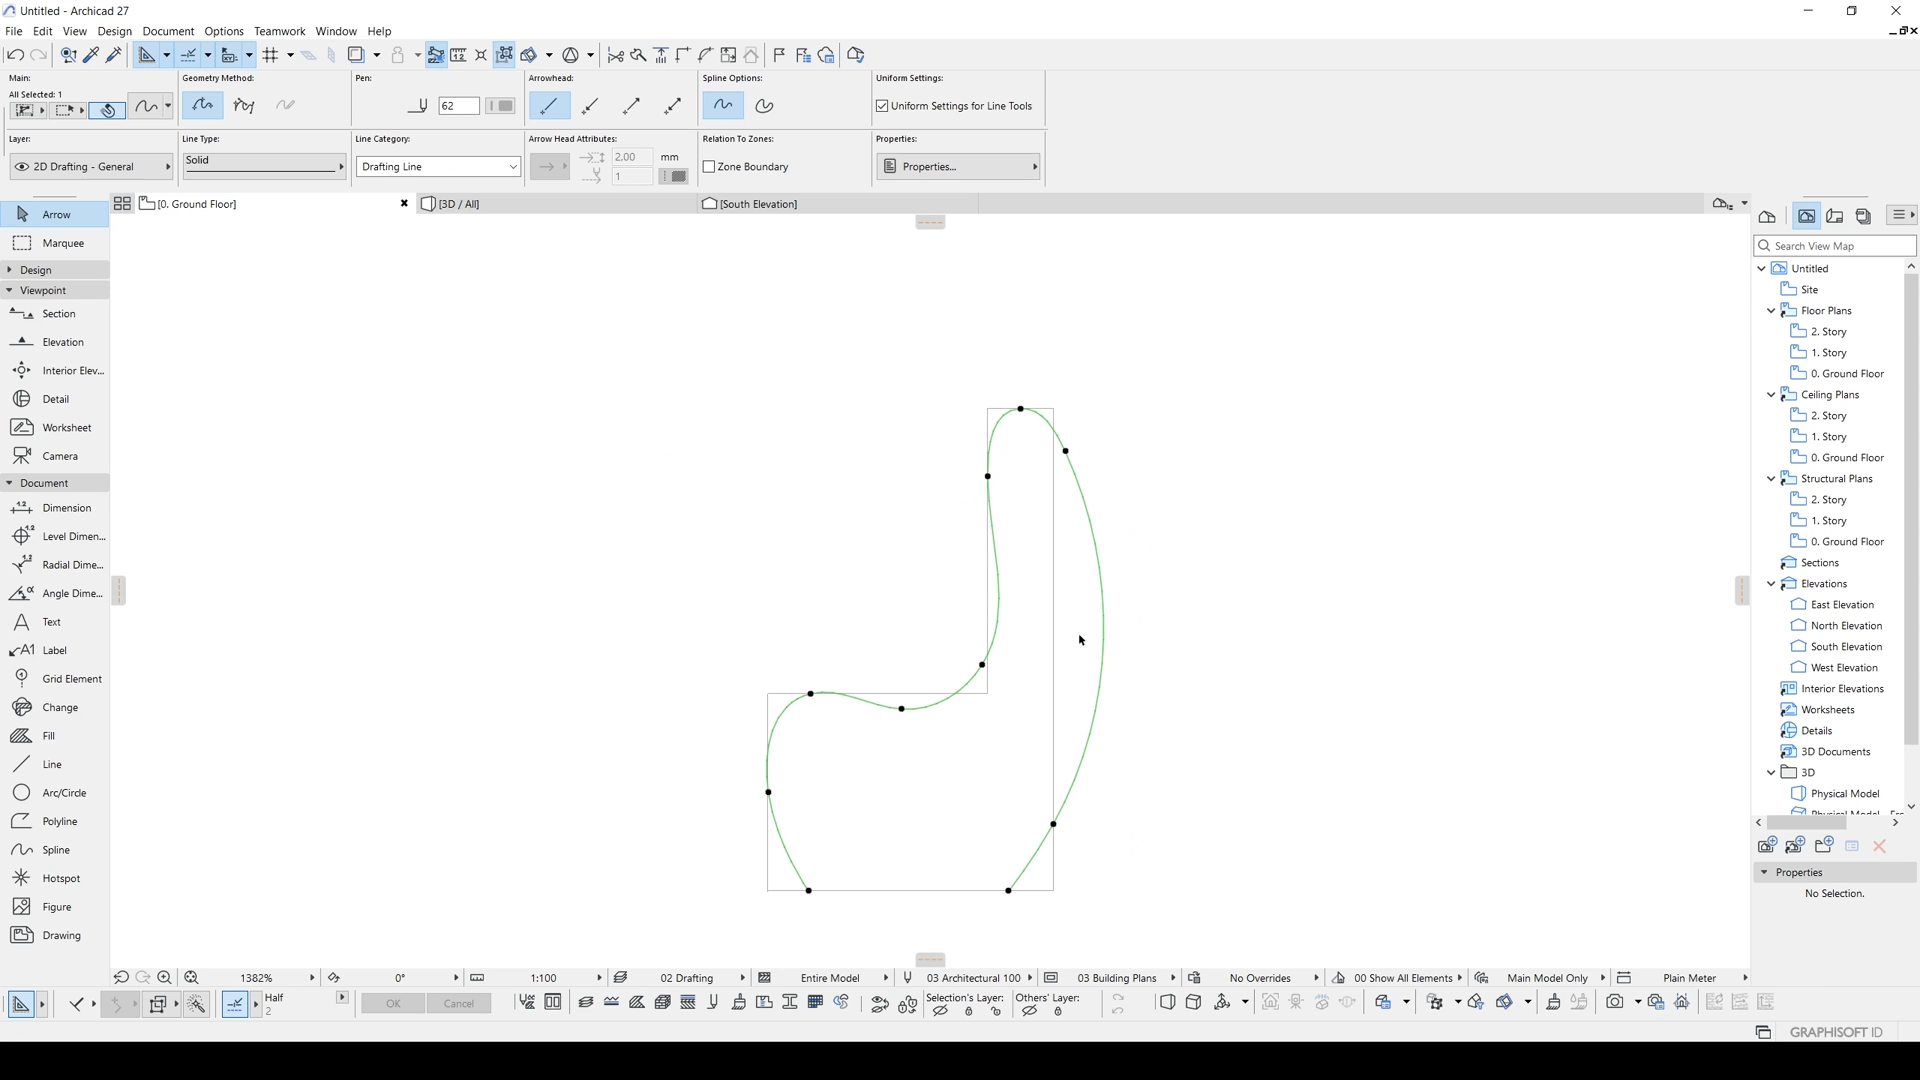 Untitled - Archicad 27
File Edit View Design Document Options Teamwork Window Help
Main: Geometry Method: Pen: Arrowhead: Spline Options: Uniform Settings:
All Selected: 1
62 Uniform Settings for Line Tools
Layer: Line Type: Line Category: Arrow Head Attributes: Relation To Zones: Properties:
2D Drafting - General Solid Drafting Line 2.00 mm Zone Boundary Properties...
1
[0. Ground Floor] [3D / All] [South Elevation]
Arrow
Marquee
Design
Viewpoint
Section
Elevation
Interior Elev...
Detail
Worksheet
Camera
Document
Dimension
Level Dimen...
Radial Dime...
Angle Dime...
Text
Label
Grid Element
Change
Fill
Line
Arc/Circle
Polyline
Spline
Hotspot
Figure
Drawing
Search View Map
Untitled
Site
Floor Plans
2. Story
1. Story
0. Ground Floor
Ceiling Plans
2. Story
1. Story
0. Ground Floor
Structural Plans
2. Story
1. Story
0. Ground Floor
Sections
Elevations
East Elevation
North Elevation
South Elevation
West Elevation
Interior Elevations
Worksheets
Details
3D Documents
3D
Physical Model
Properties
No Selection.
1382% 0° 1:100 02 Drafting Entire Model 03 Architectural 100 03 Building Plans No Overrides 00 Show All Elements Main Model Only Plain Meter
Half
2
OK Cancel Selection's Layer: Others' Layer:
GRAPHISOFT ID